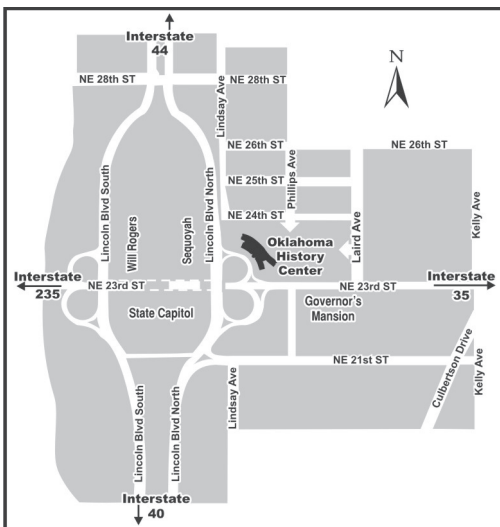 Interstate
44
N
NE 28th ST
NE 28th ST
Lindsay Ave
NE 26th ST
NE 26th ST
Phillips Ave
NE 25th ST
NE 24th ST
Lincoln Blvd South
Will Rogers
Sequoyah
Lincoln Blvd North
Oklahoma
History
Center
Laird Ave
Kelly Ave
Interstate
235
NE 23rd ST
NE 23rd ST
Interstate
35
State Capitol
Governor's
Mansion
NE 21st ST
Lincoln Blvd South
Lincoln Blvd North
Lindsay Ave
Culbertson Drive
Kelly Ave
Interstate
40